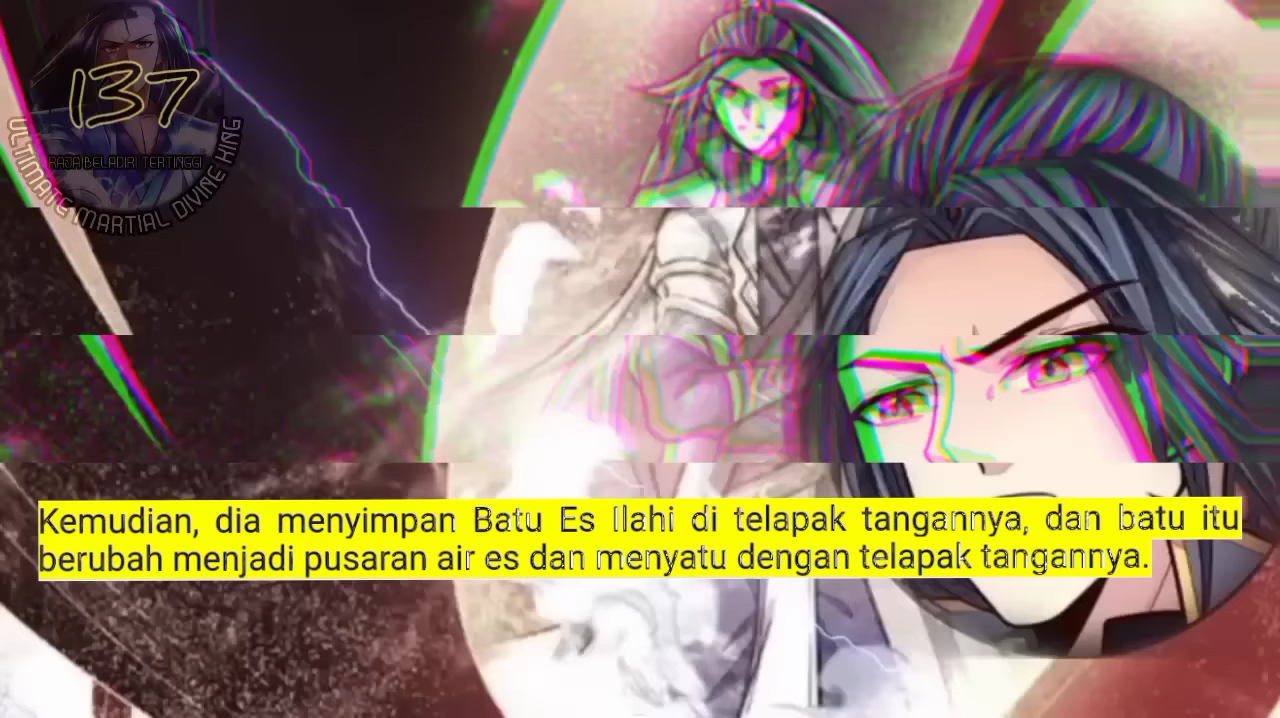 137
RAJA BELADIRI TERTINGGI
ULTIMATE MARTIAL DIVINE KING
Kemudian, dia menyimpan Batu Es Ilahi di telapak tangannya, dan batu itu
berubah menjadi pusaran air es dan menyatu dengan telapak tangannya.